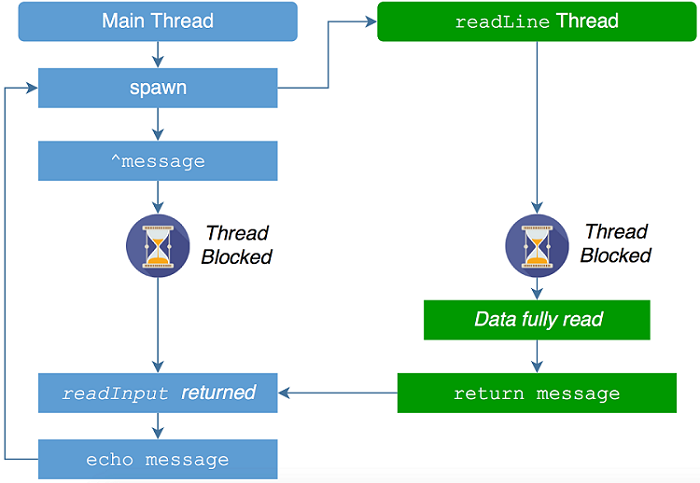 Main Thread
readLine Thread
spawn
^message
Thread
Blocked
Thread
Blocked
Data fully read
readInput returned
return message
echo message